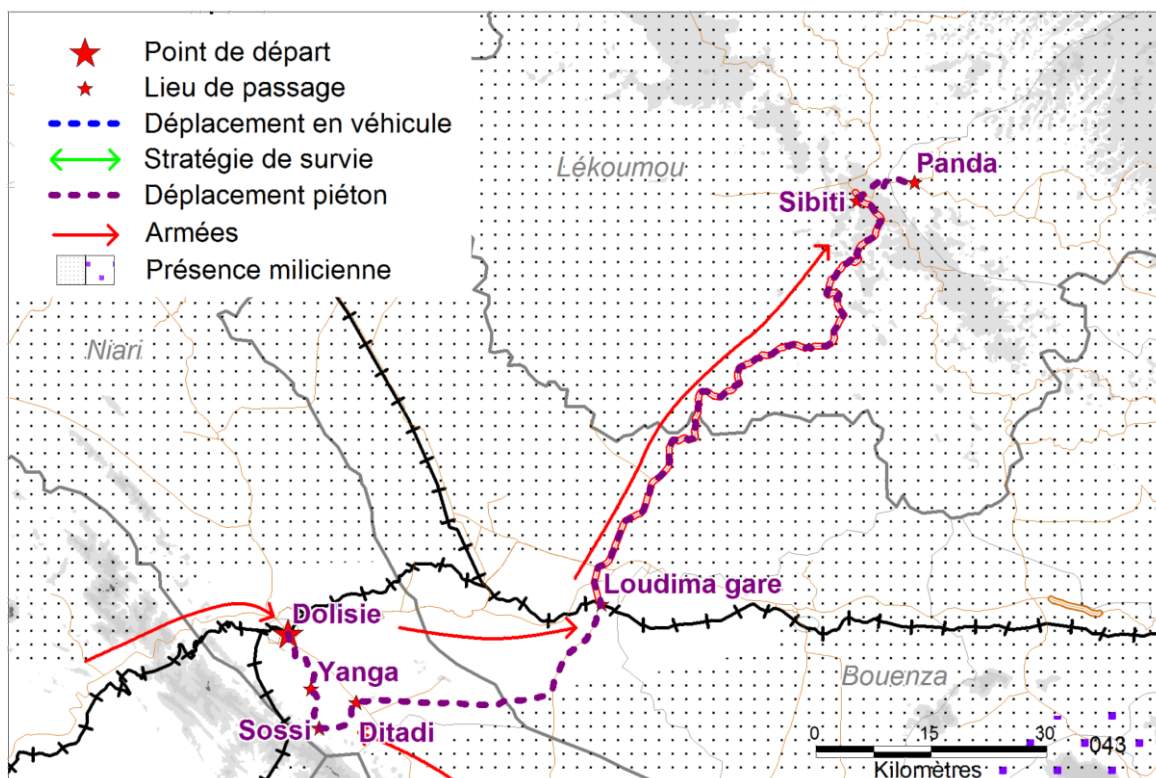 Point de départ
Lieu de passage
Déplacement en véhicule
Stratégie de survie
Déplacement piéton
Armées
Présence milicienne
Lékoumou
Panda
Sibiti
Niari
Loudima gare
Dolisie
Yanga
Bouenza
Sossi
Ditadi
0 15 30
043
Kilomètres